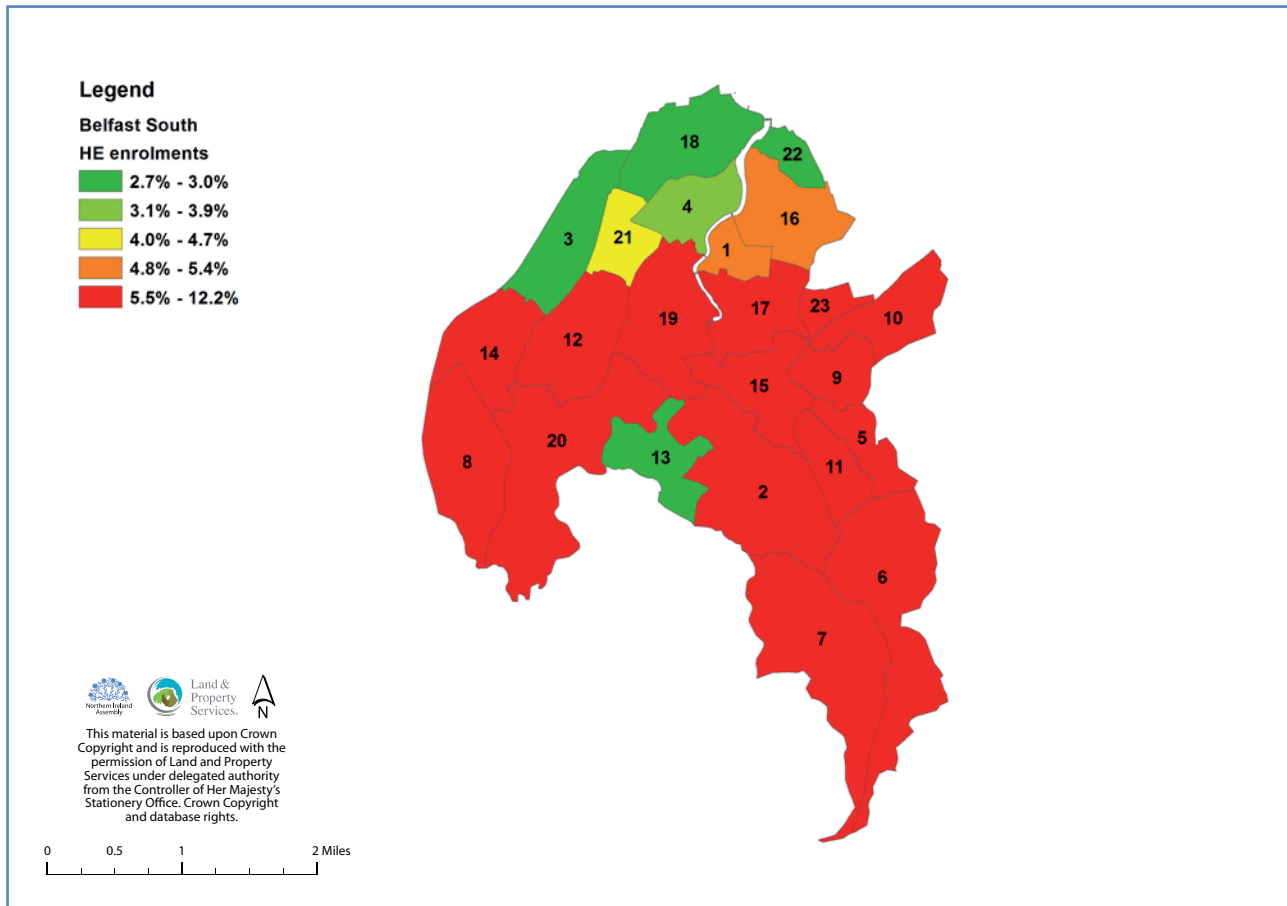 Legend
Belfast South
HE enrolments
2.7% - 3.0%
3.1% - 3.9%
4.0% - 4.7%
4.8% - 5.4%
5.5% - 12.2%
18
22
4
16
3
21
1
19
17
23
10
12
14
15
9
20
5
13
8
11
2
6
7
Northern Ireland
Assembly
Land &
Property
Services.
N
This material is based upon Crown
Copyright and is reproduced with the
permission of Land and Property
Services under delegated authority
from the Controller of Her Majesty's
Stationery Office. Crown Copyright
and database rights.
0 0.5 1 2 Miles